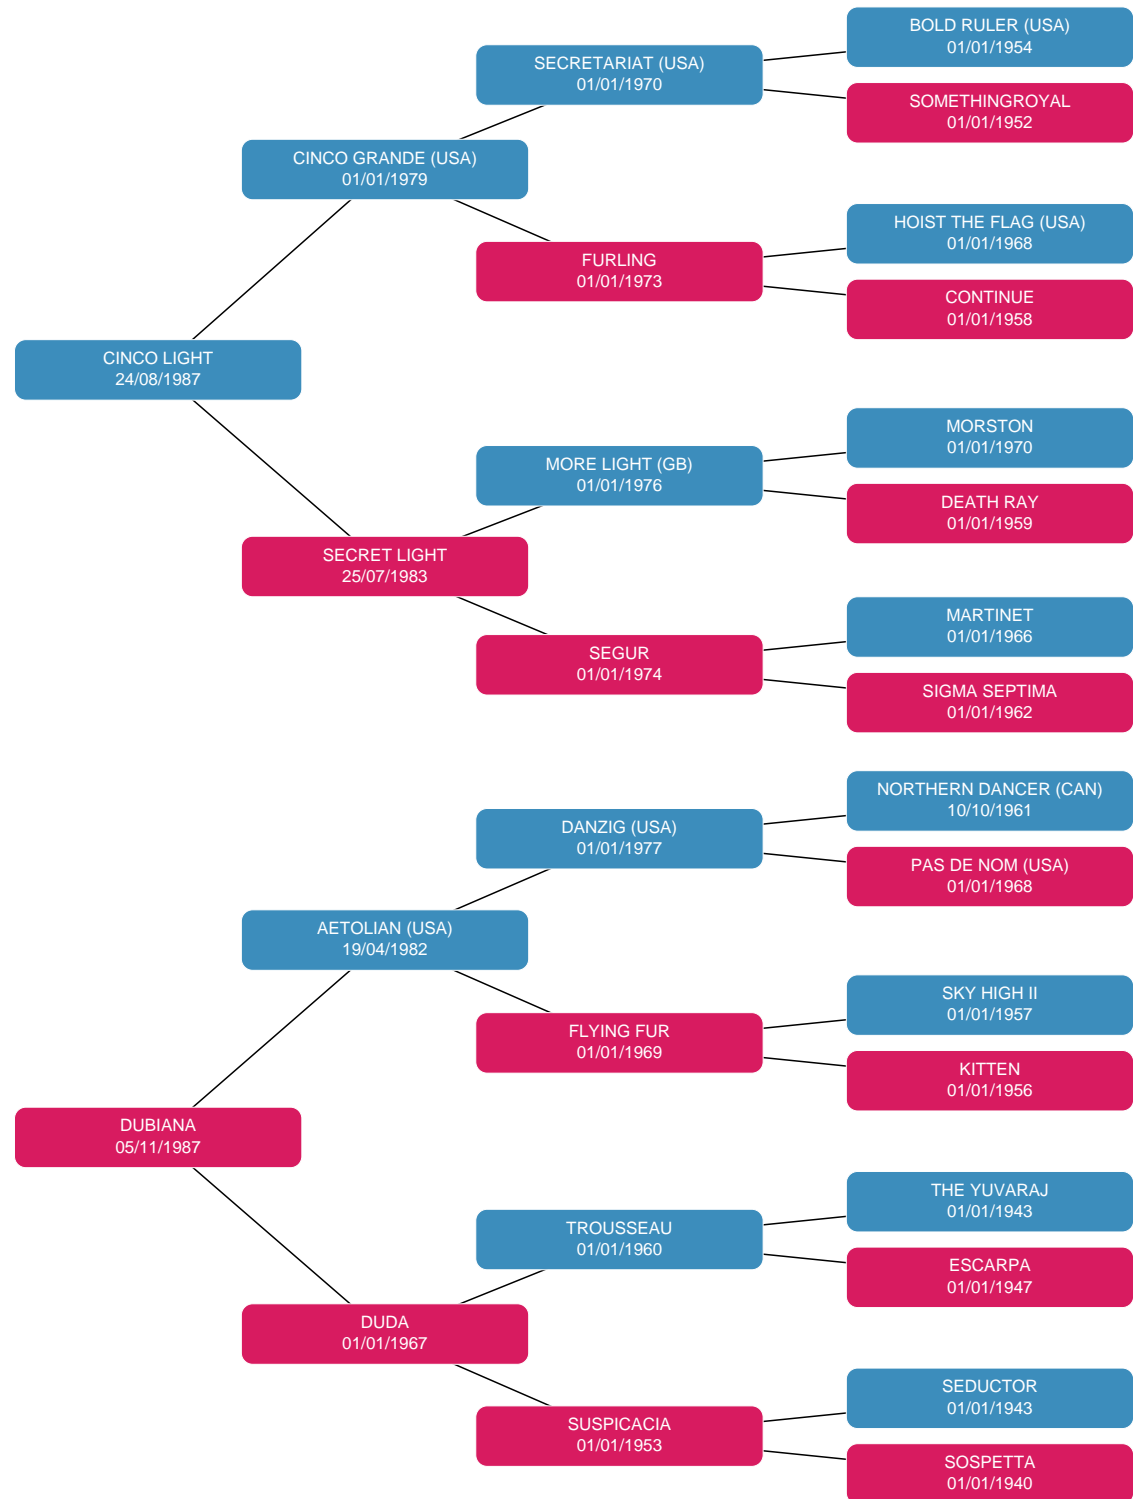 BOLD RULER (USA)
01/01/1954
SECRETARIAT (USA)
01/01/1970
SOMETHINGROYAL
01/01/1952
CINCO GRANDE (USA)
01/01/1979
HOIST THE FLAG (USA)
01/01/1968
FURLING
01/01/1973
CONTINUE
01/01/1958
CINCO LIGHT
24/08/1987
MORSTON
01/01/1970
MORE LIGHT (GB)
01/01/1976
DEATH RAY
01/01/1959
SECRET LIGHT
25/07/1983
MARTINET
01/01/1966
SEGUR
01/01/1974
SIGMA SEPTIMA
01/01/1962
NORTHERN DANCER (CAN)
10/10/1961
DANZIG (USA)
01/01/1977
PAS DE NOM (USA)
01/01/1968
AETOLIAN (USA)
19/04/1982
SKY HIGH II
01/01/1957
FLYING FUR
01/01/1969
KITTEN
01/01/1956
DUBIANA
05/11/1987
THE YUVARAJ
01/01/1943
TROUSSEAU
01/01/1960
ESCARPA
01/01/1947
DUDA
01/01/1967
SEDUCTOR
01/01/1943
SUSPICACIA
01/01/1953
SOSPETTA
01/01/1940